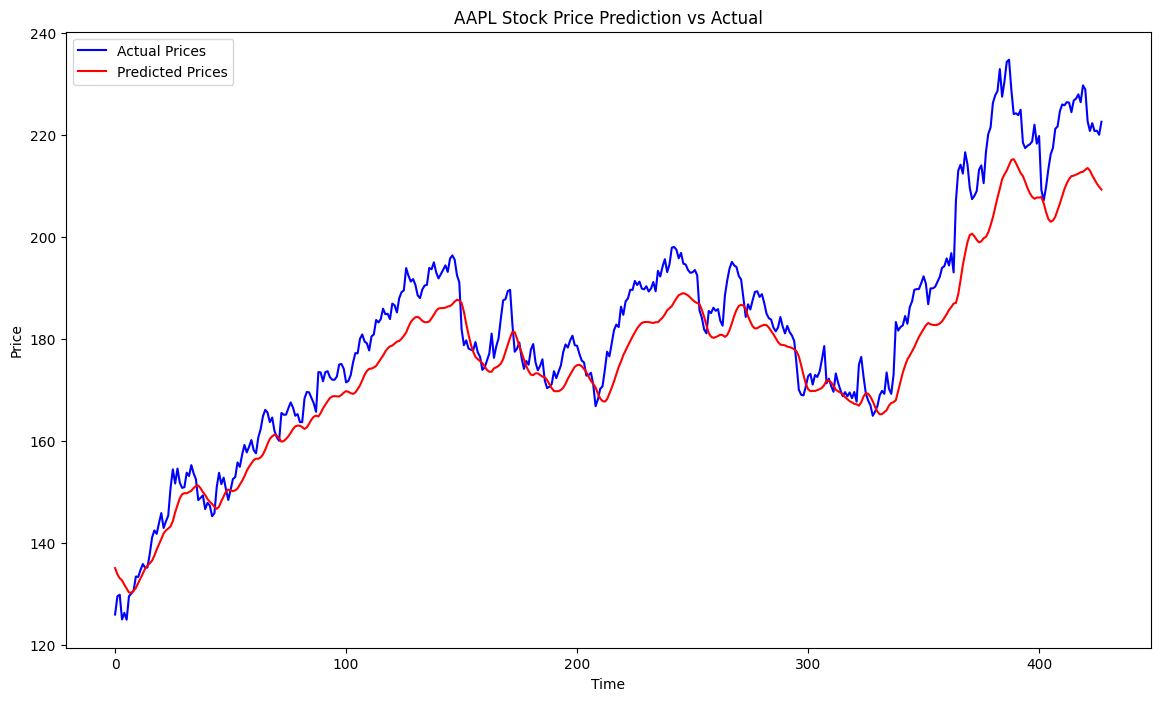 AAPL Stock Price Prediction vs Actual
Actual Prices
Predicted Prices
Price
240
220
200
180
160
140
120
0 100 200 300 400
Time